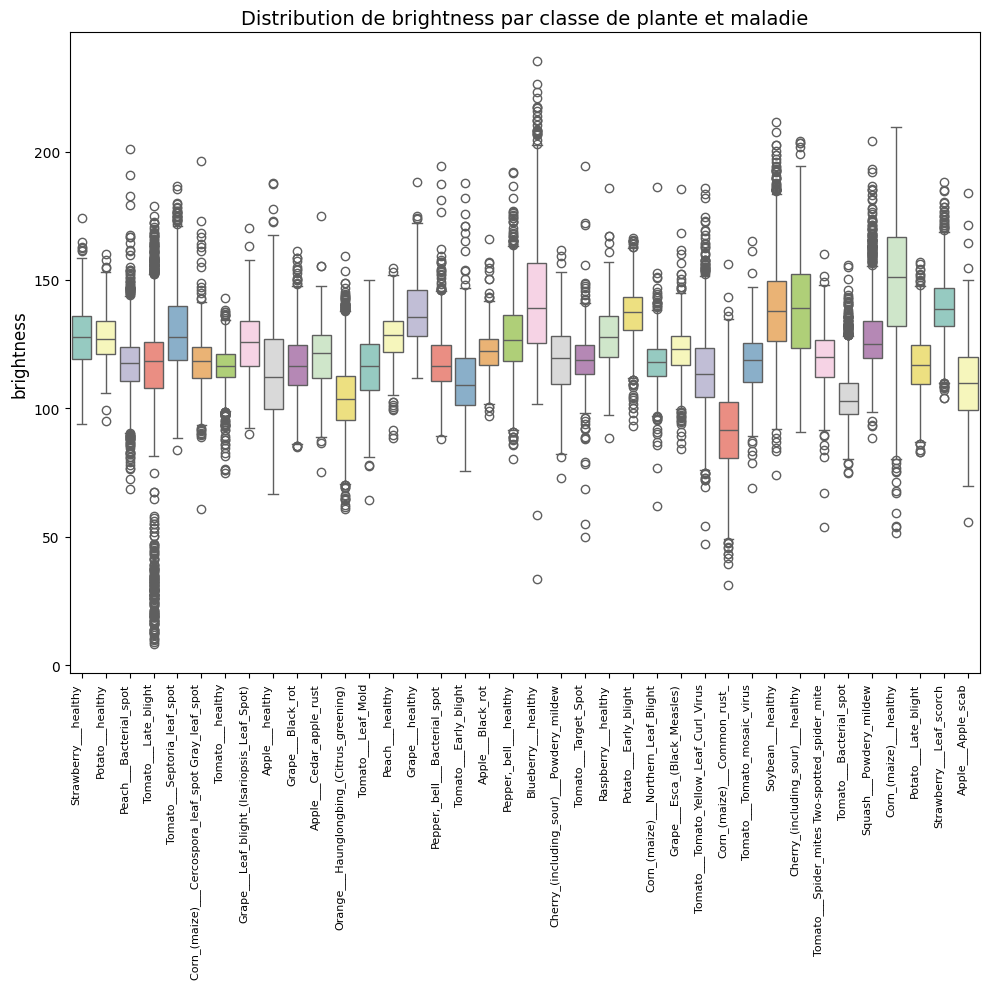 Distribution de brightness par classe de plante et maladie
brightness
200
150
100
50
0
Strawberry___healthy
Potato___healthy
Peach___Bacterial_spot
Tomato___Late_blight
Tomato___Septoria_leaf_spot
Corn_(maize)___Cercospora_leaf_spot Gray_leaf_spot
Tomato___healthy
Grape___Leaf_blight_(Isariopsis_Leaf_Spot)
Apple___healthy
Grape___Black_rot
Apple___Cedar_apple_rust
Orange___Haunglongbing_(Citrus_greening)
Tomato___Leaf_Mold
Peach___healthy
Grape___healthy
Pepper,_bell___Bacterial_spot
Tomato___Early_blight
Apple___Black_rot
Pepper,_bell___healthy
Blueberry___healthy
Cherry_(including_sour)___Powdery_mildew
Tomato___Target_Spot
Raspberry___healthy
Potato___Early_blight
Corn_(maize)___Northern_Leaf_Blight
Grape___Esca_(Black_Measles)
Tomato___Tomato_Yellow_Leaf_Curl_Virus
Corn_(maize)___Common_rust_
Tomato___Tomato_mosaic_virus
Soybean___healthy
Cherry_(including_sour)___healthy
Tomato___Spider_mites Two-spotted_spider_mite
Tomato___Bacterial_spot
Squash___Powdery_mildew
Corn_(maize)___healthy
Potato___Late_blight
Strawberry___Leaf_scorch
Apple___Apple_scab